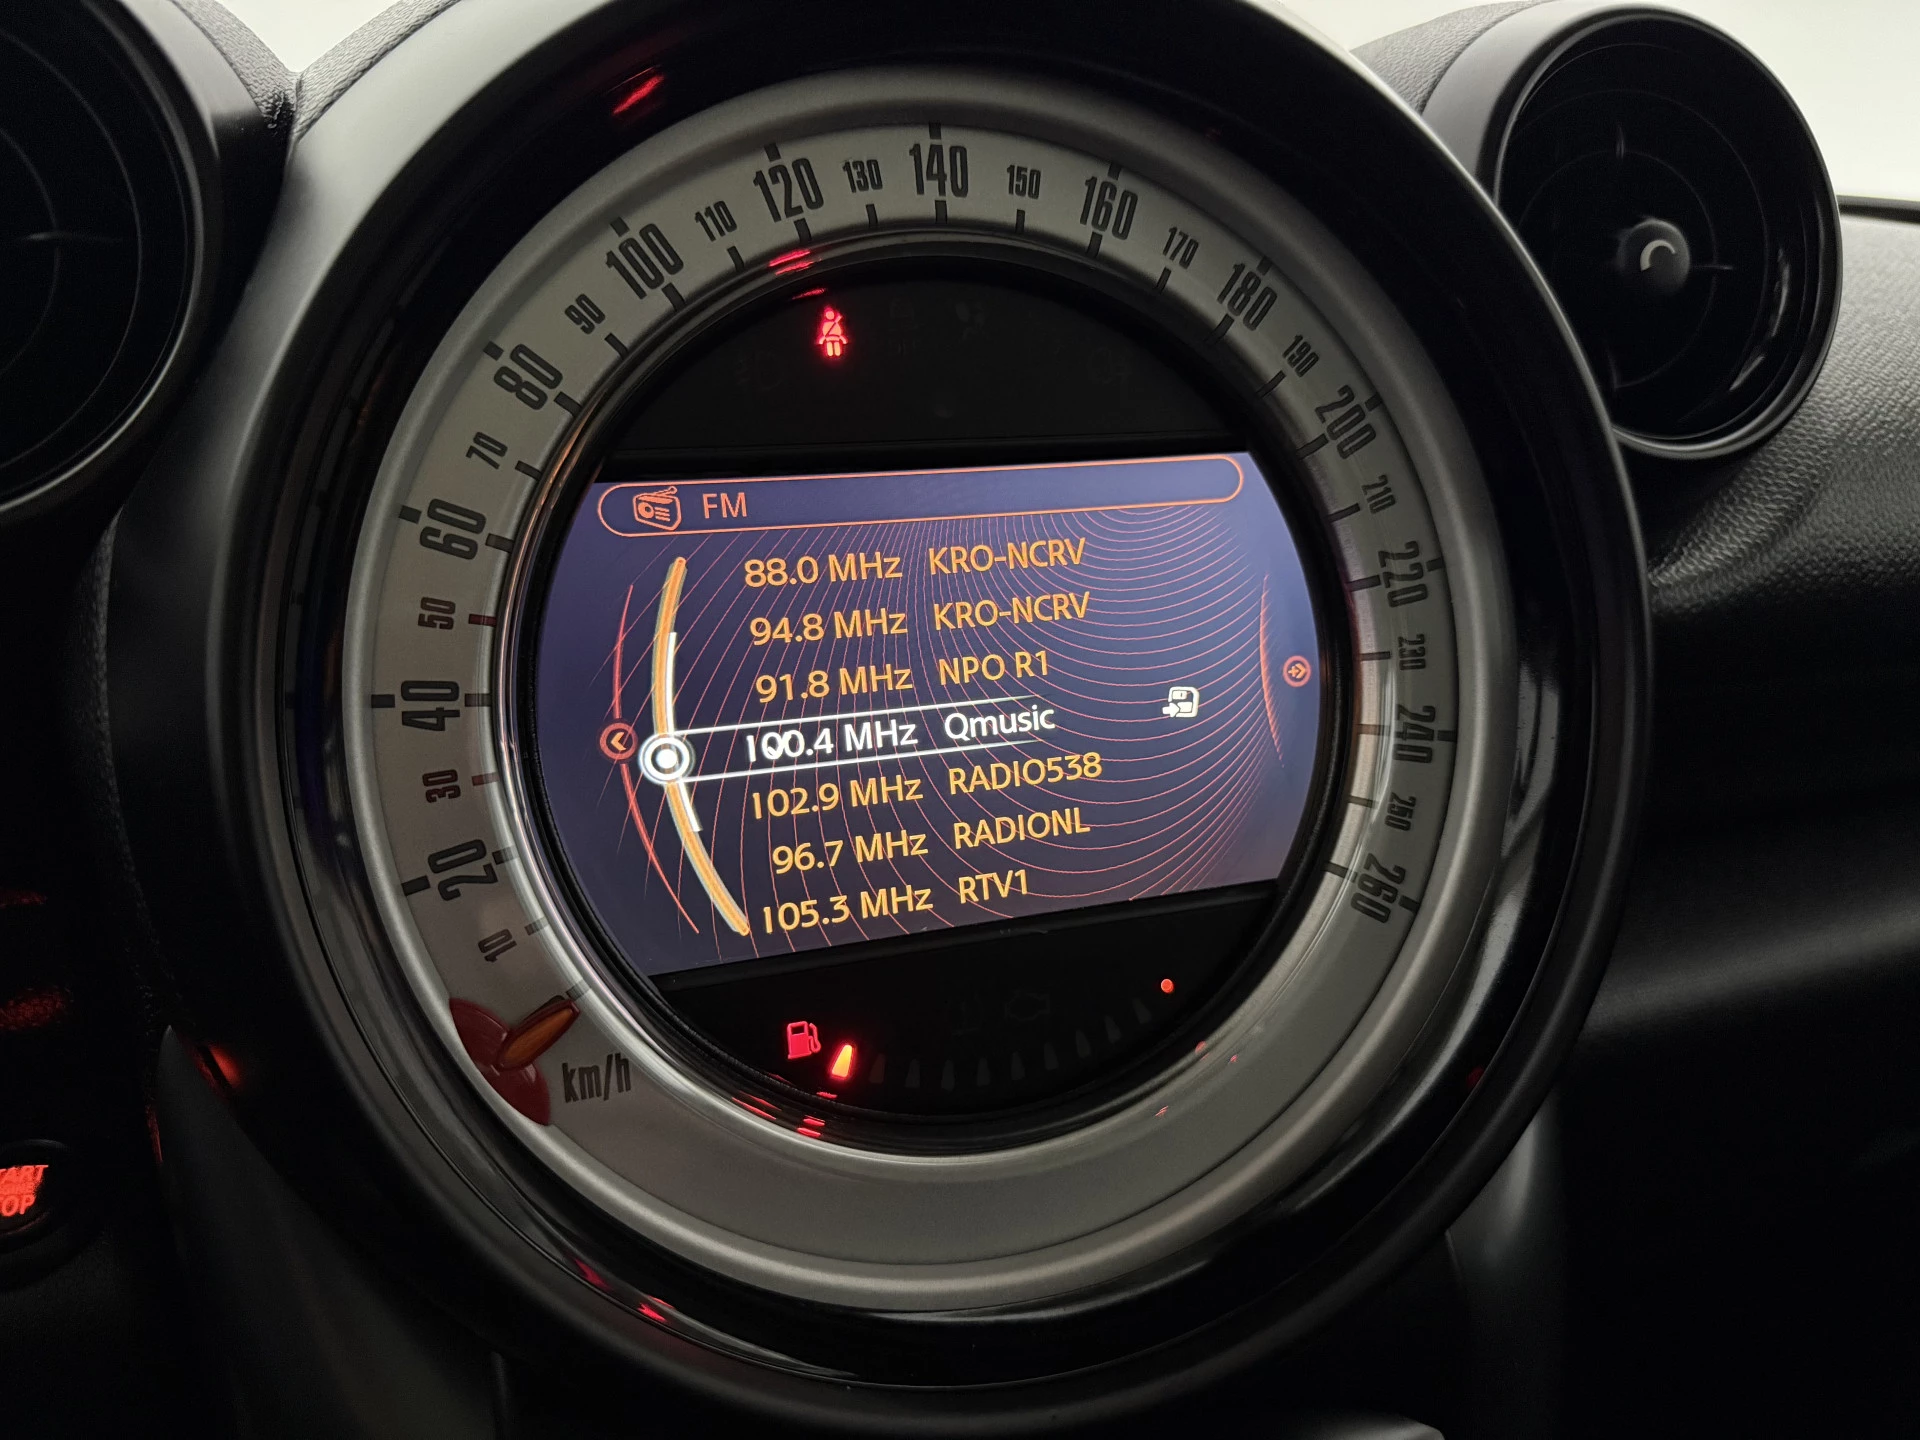 10
20
30
40
50
60
70
80
90
100
110
120
130
140
150
160
170
180
190
200
210
220
230
240
250
260
km/h
FM
88.0 MHz KRO-NCRV
94.8 MHz KRO-NCRV
91.8 MHz NPO R1
100.4 MHz Qmusic
102.9 MHz RADIO538
96.7 MHz RADIONL
105.3 MHz RTV1
TART
OP